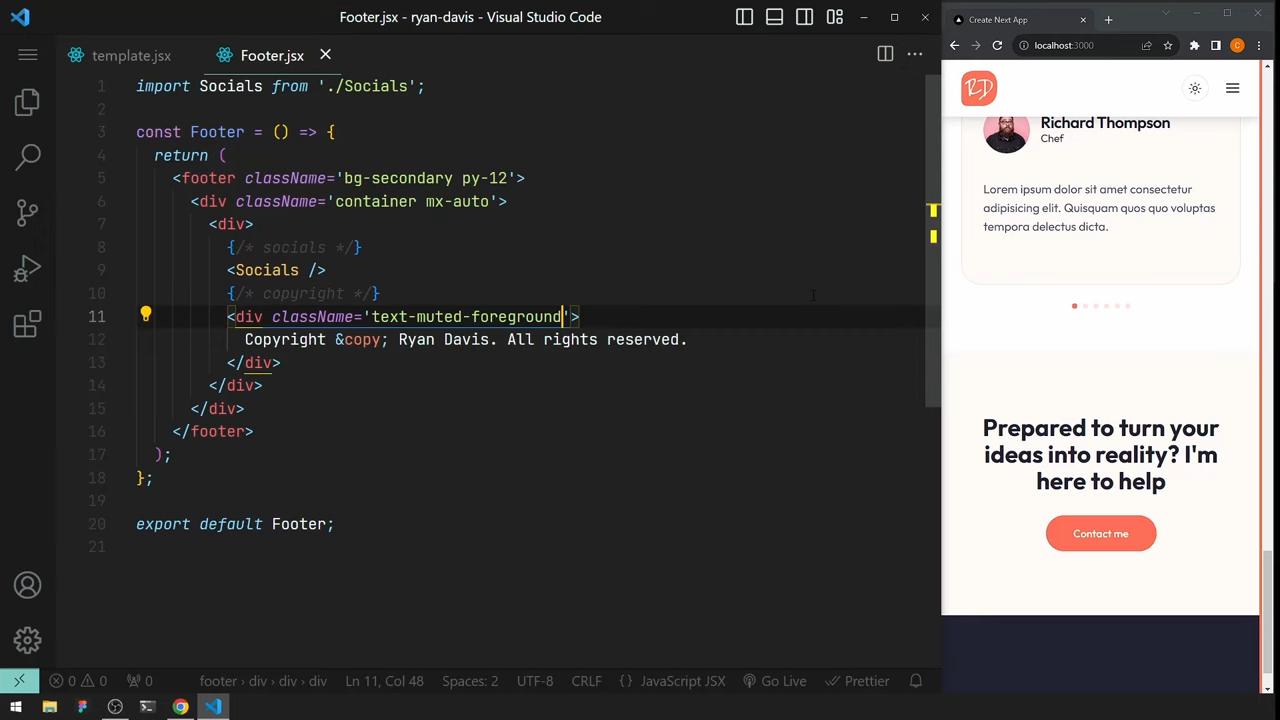 Footer.jsx - ryan-davis - Visual Studio Code
template.jsx
Footer.jsx
1 import Socials from './Socials';
2
3 const Footer = () => {
4 return (
5 <footer className='bg-secondary py-12'>
6 <div className='container mx-auto'>
7 <div>
8 {/* socials */}
9 <Socials />
10 {/* copyright */}
11 <div className='text-muted-foreground'>
12 Copyright &copy; Ryan Davis. All rights reserved.
13 </div>
14 </div>
15 </div>
16 </footer>
17 );
18 };
19
20 export default Footer;
21
0 0 0 footer › div › div › div Ln 11, Col 48 Spaces: 2 UTF-8 CRLF {} JavaScript JSX Go Live Prettier
Create Next App
localhost:3000
C
RD
Richard Thompson
Chef
Lorem ipsum dolor sit amet consectetur
adipisicing elit. Quisquam quos quo voluptas
tempora delectus dicta.
Prepared to turn your
ideas into reality? I'm
here to help
Contact me